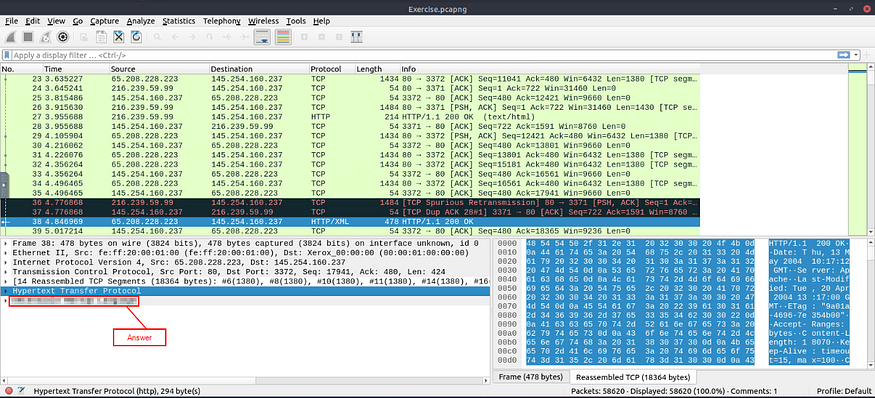 Exercise.pcapng
File Edit View Go Capture Analyze Statistics Telephony Wireless Tools Help
Apply a display filter ... <Ctrl-/>
No. Time Source Destination Protocol Length Info
23 3.635227 65.208.228.223 145.254.160.237 TCP 1434 80 → 3372 [ACK] Seq=11041 Ack=480 Win=6432 Len=1380 [TCP segm…
24 3.645241 216.239.59.99 145.254.160.237 TCP 54 80 → 3371 [ACK] Seq=1 Ack=722 Win=31460 Len=0
25 3.815486 145.254.160.237 65.208.228.223 TCP 54 3372 → 80 [ACK] Seq=480 Ack=12421 Win=9660 Len=0
26 3.915630 216.239.59.99 145.254.160.237 TCP 1484 80 → 3371 [PSH, ACK] Seq=1 Ack=722 Win=31460 Len=1430 [TCP se…
27 3.955688 216.239.59.99 145.254.160.237 HTTP 214 HTTP/1.1 200 OK (text/html)
28 3.955688 145.254.160.237 216.239.59.99 TCP 54 3371 → 80 [ACK] Seq=722 Ack=1591 Win=8760 Len=0
29 4.105904 65.208.228.223 145.254.160.237 TCP 1434 80 → 3372 [PSH, ACK] Seq=12421 Ack=480 Win=6432 Len=1380 [TCP…
30 4.216062 145.254.160.237 65.208.228.223 TCP 54 3372 → 80 [ACK] Seq=480 Ack=13801 Win=9660 Len=0
31 4.226076 65.208.228.223 145.254.160.237 TCP 1434 80 → 3372 [ACK] Seq=13801 Ack=480 Win=6432 Len=1380 [TCP segm…
32 4.356264 65.208.228.223 145.254.160.237 TCP 1434 80 → 3372 [ACK] Seq=15181 Ack=480 Win=6432 Len=1380 [TCP segm…
33 4.356264 145.254.160.237 65.208.228.223 TCP 54 3372 → 80 [ACK] Seq=480 Ack=16561 Win=9660 Len=0
34 4.496465 65.208.228.223 145.254.160.237 TCP 1434 80 → 3372 [ACK] Seq=16561 Ack=480 Win=6432 Len=1380 [TCP segm…
35 4.496465 145.254.160.237 65.208.228.223 TCP 54 3372 → 80 [ACK] Seq=480 Ack=17941 Win=9660 Len=0
36 4.776868 216.239.59.99 145.254.160.237 TCP 1484 [TCP Spurious Retransmission] 80 → 3371 [PSH, ACK] Seq=1 Ack=…
37 4.776868 145.254.160.237 216.239.59.99 TCP 54 [TCP Dup ACK 28#1] 3371 → 80 [ACK] Seq=722 Ack=1591 Win=8760 …
38 4.846969 65.208.228.223 145.254.160.237 HTTP/XML 478 HTTP/1.1 200 OK
39 5.017214 145.254.160.237 65.208.228.223 TCP 54 3372 → 80 [ACK] Seq=480 Ack=18365 Win=9236 Len=0
Frame 38: 478 bytes on wire (3824 bits), 478 bytes captured (3824 bits) on interface unknown, id 0
Ethernet II, Src: fe:ff:20:00:01:00 (fe:ff:20:00:01:00), Dst: Xerox_00:00:00 (00:00:01:00:00:00)
Internet Protocol Version 4, Src: 65.208.228.223, Dst: 145.254.160.237
Transmission Control Protocol, Src Port: 80, Dst Port: 3372, Seq: 17941, Ack: 480, Len: 424
[14 Reassembled TCP Segments (18364 bytes): #6(1380), #8(1380), #10(1380), #11(1380), #14(1380), #16
Hypertext Transfer Protocol
Answer
0000 48 54 54 50 2f 31 2e 31 20 32 30 30 20 4f 4b 0d HTTP/1.1 200 OK·
0010 0a 44 61 74 65 3a 20 54 68 75 2c 20 31 33 20 4d ·Date: T hu, 13 M
0020 61 79 20 32 30 30 34 20 31 30 3a 31 37 3a 31 32 ay 2004 10:17:12
0030 20 47 4d 54 0d 0a 53 65 72 76 65 72 3a 20 41 70 GMT··Se rver: Ap
0040 61 63 68 65 0d 0a 4c 61 73 74 2d 4d 6f 64 69 66 ache··La st-Modif
0050 69 65 64 3a 20 54 75 65 2c 20 32 30 20 41 70 72 ied: Tue , 20 Apr
0060 20 32 30 30 34 20 31 33 3a 31 37 3a 30 30 20 47 2004 13 :17:00 G
0070 4d 54 0d 0a 45 54 61 67 3a 20 22 39 61 30 31 61 MT··ETag : "9a01a
0080 2d 34 36 39 36 2d 37 65 33 35 34 62 30 30 22 0d -4696-7e 354b00"·
0090 0a 41 63 63 65 70 74 2d 52 61 6e 67 65 73 3a 20 ·Accept- Ranges:
00a0 62 79 74 65 73 0d 0a 43 6f 6e 74 65 6e 74 2d 4c bytes··C ontent-L
00b0 65 6e 67 74 68 3a 20 31 38 30 37 30 0d 0a 4b 65 ength: 1 8070··Ke
00c0 65 70 2d 41 6c 69 76 65 3a 20 74 69 6d 65 6f 75 ep-Alive : timeou
00d0 74 3d 31 35 2c 20 6d 61 78 3d 31 30 30 0d 0a 43 t=15, ma x=100··C
Frame (478 bytes) Reassembled TCP (18364 bytes)
Hypertext Transfer Protocol (http), 294 byte(s) Packets: 58620 · Displayed: 58620 (100.0%) · Comments: 1 Profile: Default